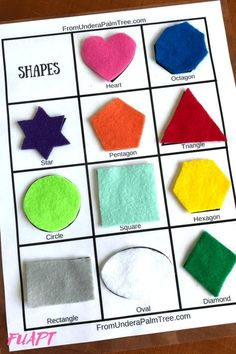 FromUnderaPalmTree.com
SHAPES
Heart
Octagon
Star
Pentagon
Triangle
Circle
Square
Hexagon
Rectangle
Oval
Diamond
FromUnderaPalmTree.com
FUAPT